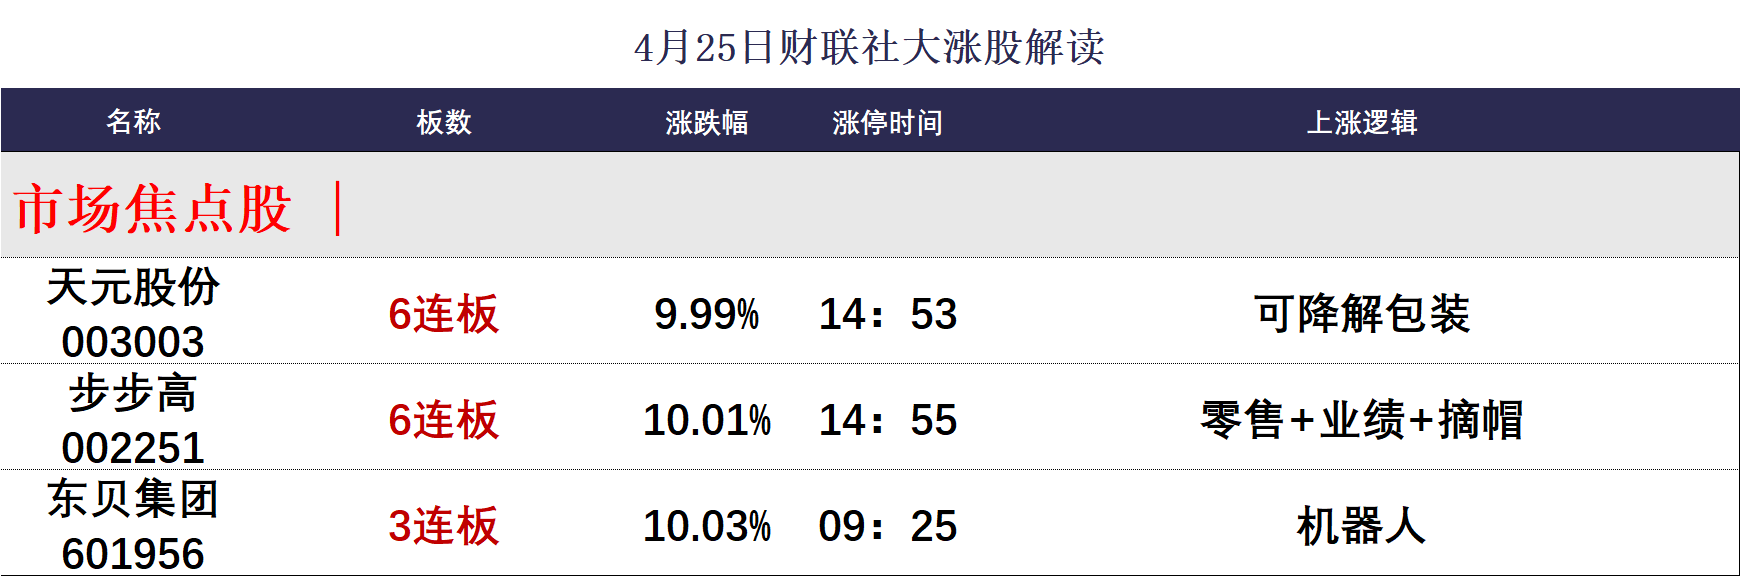 4月25日财联社大涨股解读
名称 板数 涨跌幅 涨停时间 上涨逻辑
市场焦点股 |
天元股份
003003 6连板 9.99% 14：53 可降解包装
步步高
002251 6连板 10.01% 14：55 零售+业绩+摘帽
东贝集团
601956 3连板 10.03% 09：25 机器人